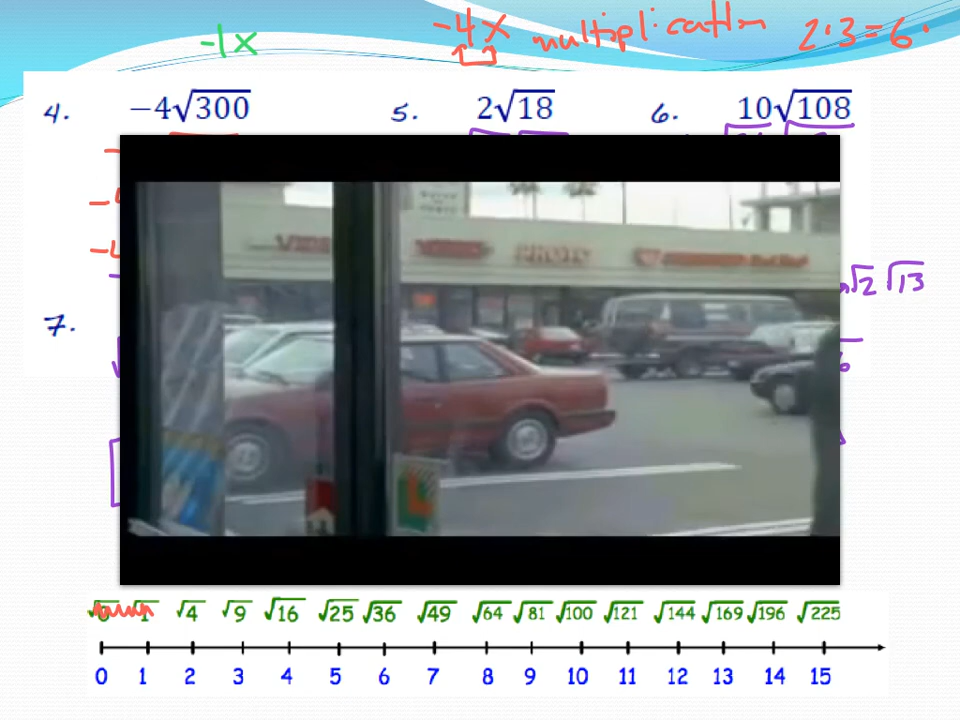 -1x
-4x multiplication 2·3=6·
4. −4√300 5. 2√18 6. 10√108
PHOTO
√2 √13
7.
√4 √9 √16 √25 √36 √49 √64 √81 √100 √121 √144 √169 √196 √225
0 1 2 3 4 5 6 7 8 9 10 11 12 13 14 15